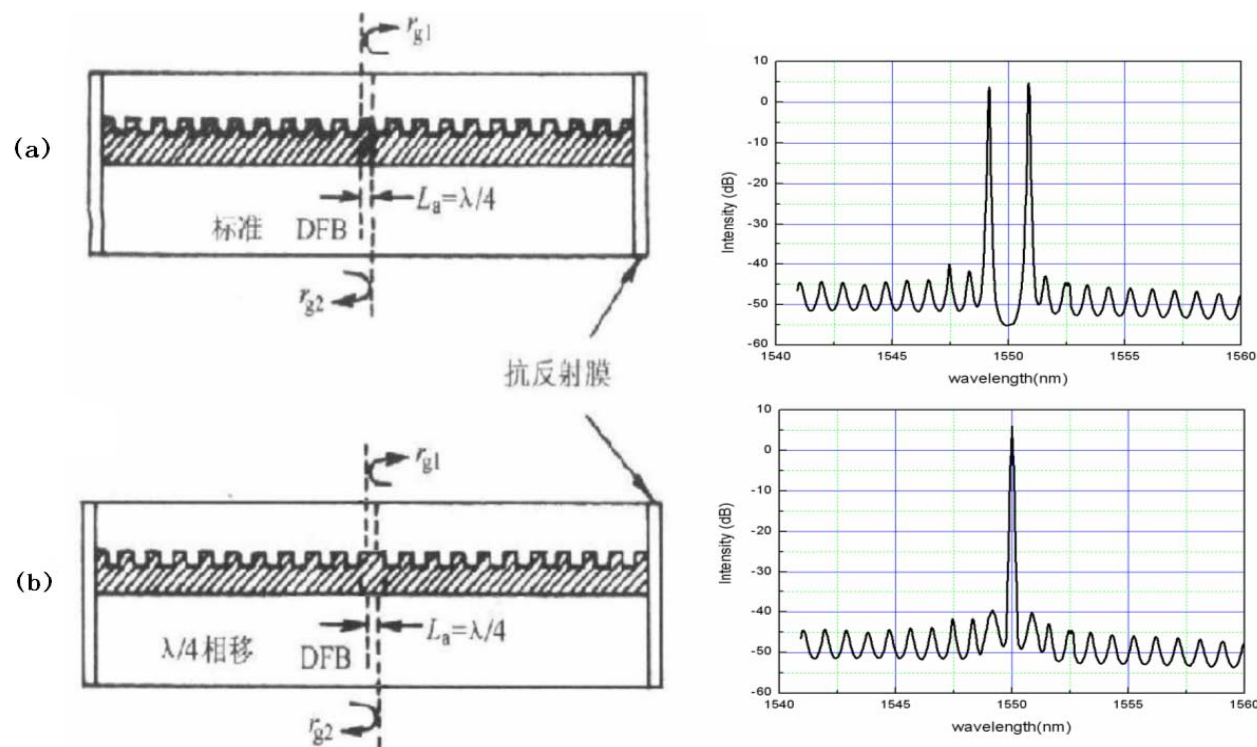 (a)
r_g1
L_a=λ/4
标准 DFB
r_g2
抗反射膜
10
0
-10
-20
-30
-40
-50
-60
Intensity (dB)
1540
1545
1550
1555
1560
wavelength(nm)
(b)
r_g1
L_a=λ/4
λ/4相移 DFB
r_g2
10
0
-10
-20
-30
-40
-50
-60
Intensity (dB)
1540
1545
1550
1555
1560
wavelength(nm)